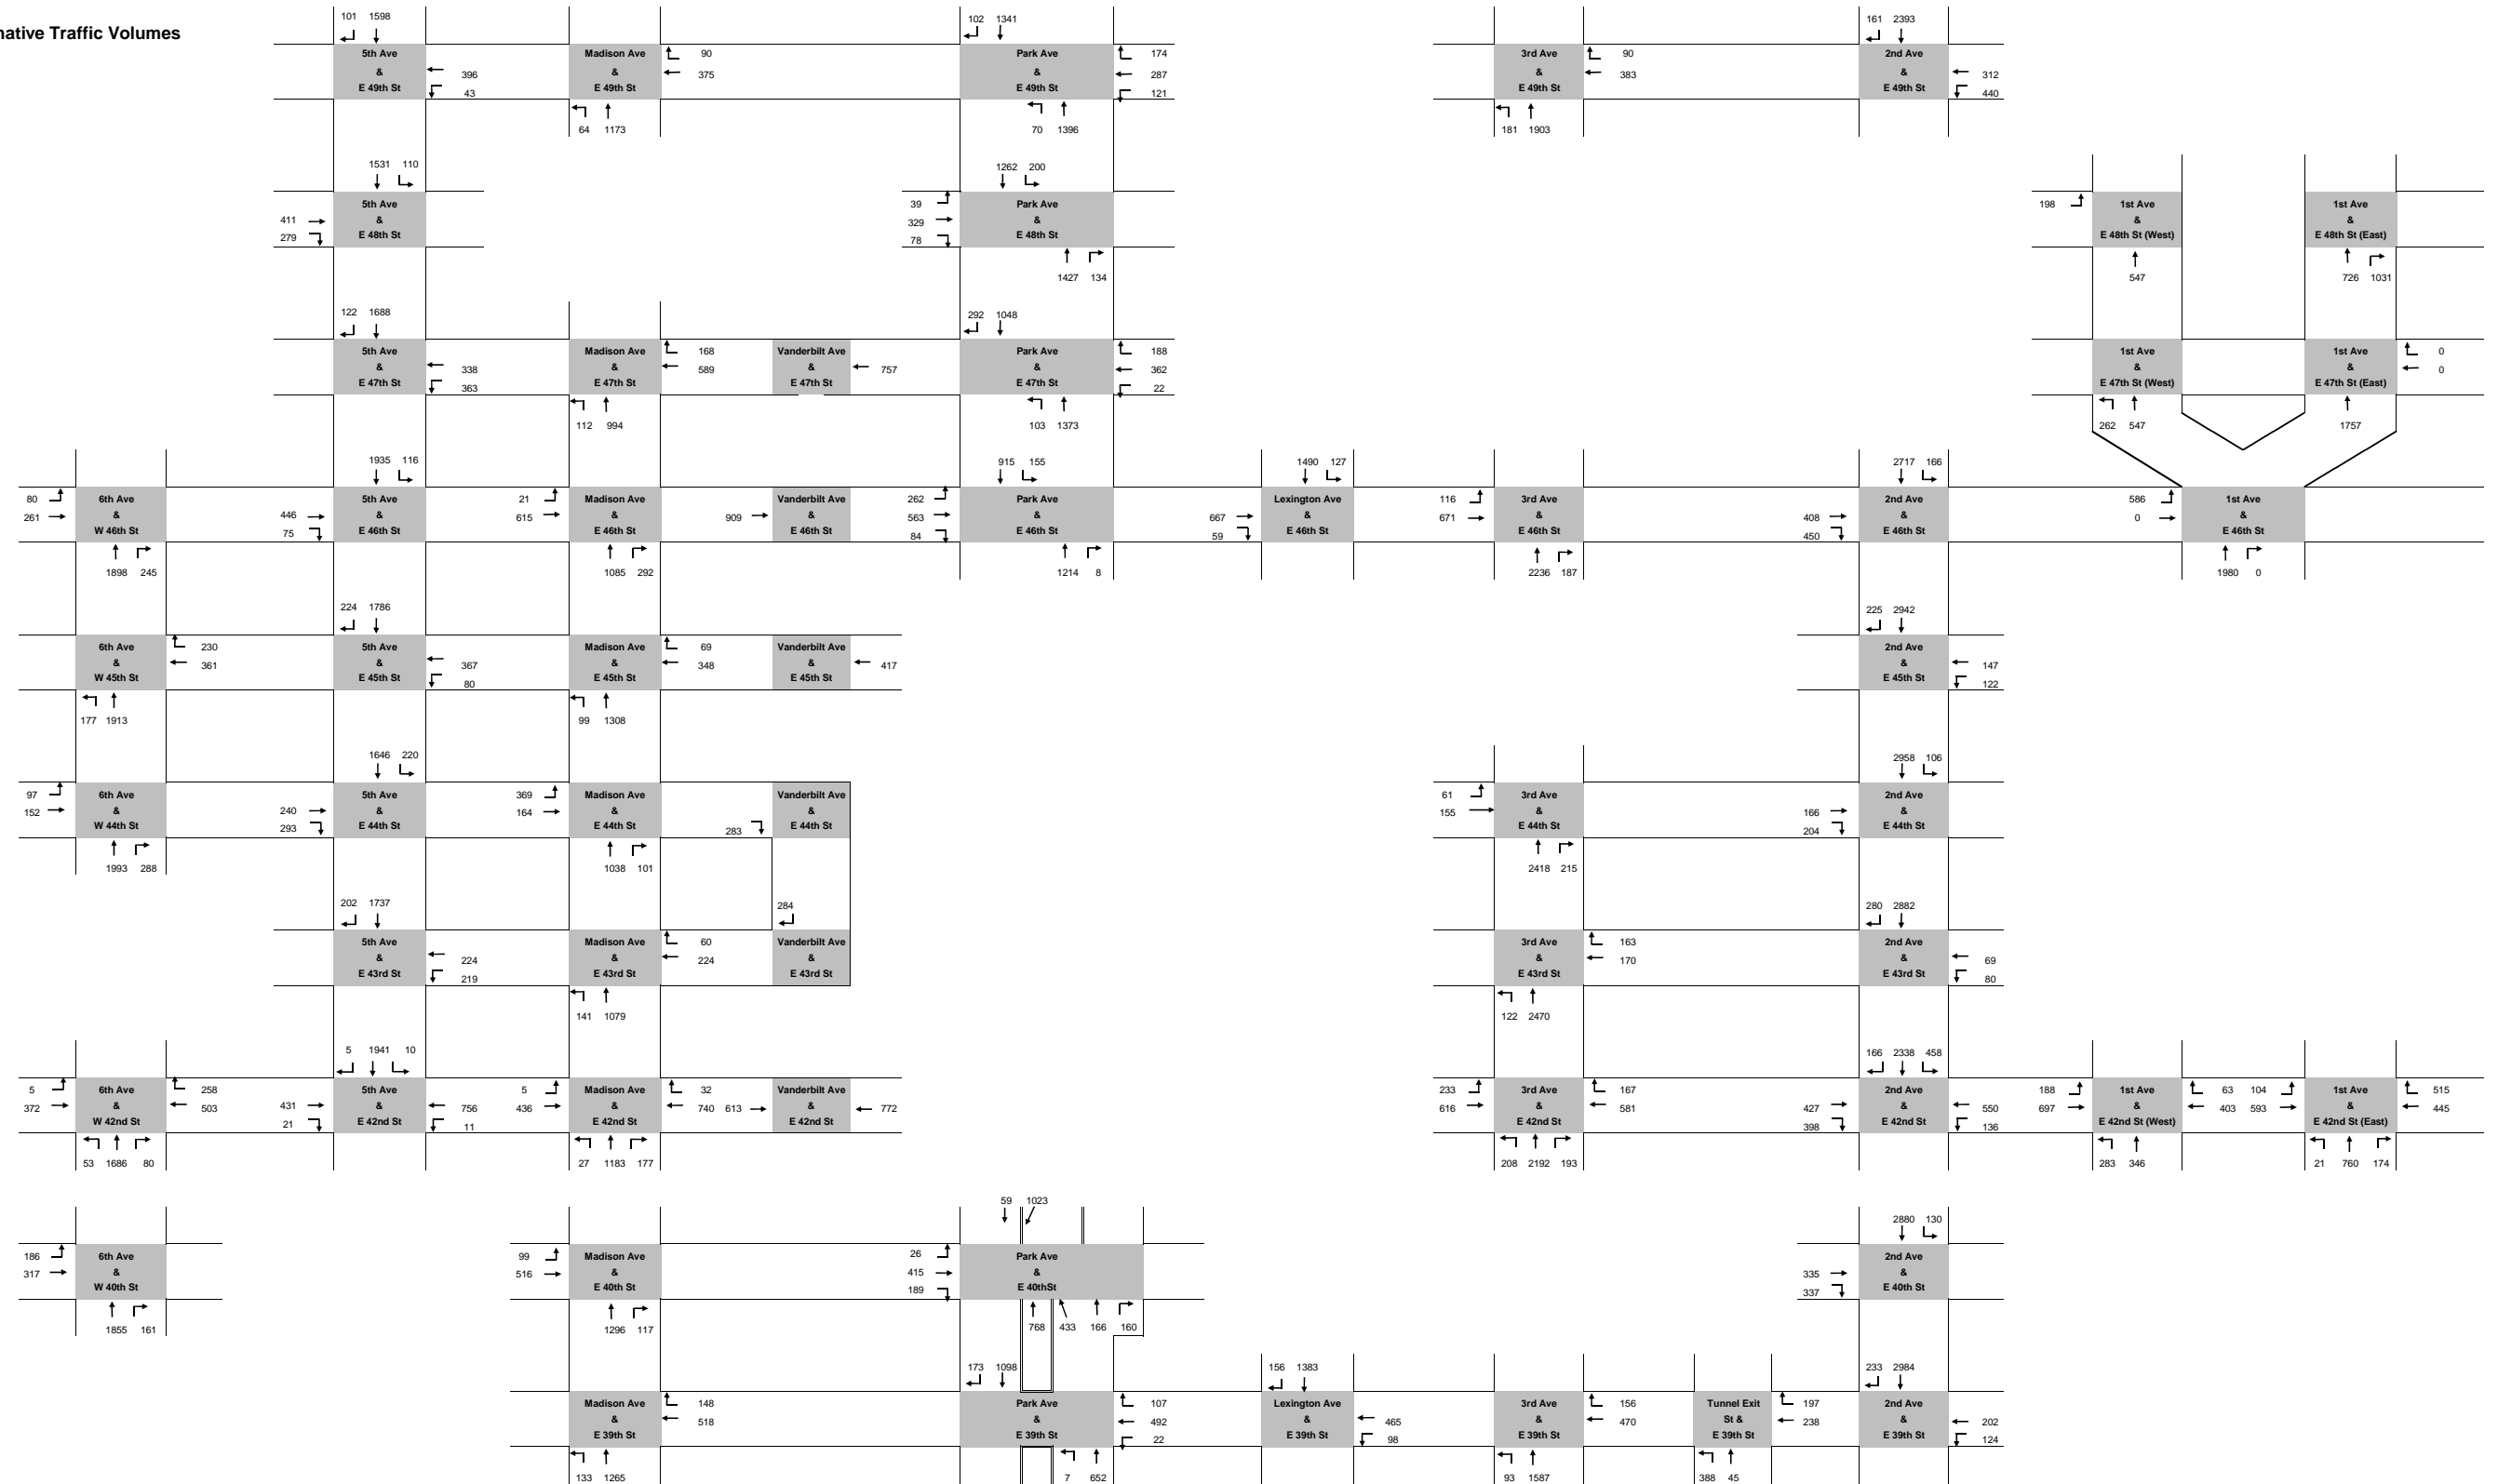 101 1598
102 1341
161 2393
native Traffic Volumes
5th Ave
&
E 49th St
396
43
Madison Ave
&
E 49th St
90
375
Park Ave
&
E 49th St
174
287
121
3rd Ave
&
E 49th St
90
383
2nd Ave
&
E 49th St
312
440
64 1173
70 1396
181 1903
1531 110
1262 200
411
279
5th Ave
&
E 48th St
39
329
78
Park Ave
&
E 48th St
198
1st Ave
&
E 48th St (West)
1st Ave
&
E 48th St (East)
1427 134
547
726 1031
122 1688
292 1048
5th Ave
&
E 47th St
338
363
Madison Ave
&
E 47th St
168
589
Vanderbilt Ave
&
E 47th St
757
Park Ave
&
E 47th St
188
362
22
1st Ave
&
E 47th St (West)
1st Ave
&
E 47th St (East)
0
0
112 994
103 1373
262 547
1757
1935 116
915 155
1490 127
2717 166
80
261
6th Ave
&
W 46th St
446
75
5th Ave
&
E 46th St
21
615
Madison Ave
&
E 46th St
909
Vanderbilt Ave
&
E 46th St
262
563
84
Park Ave
&
E 46th St
667
59
Lexington Ave
&
E 46th St
116
671
3rd Ave
&
E 46th St
408
450
2nd Ave
&
E 46th St
586
0
1st Ave
&
E 46th St
1898 245
1085 292
1214 8
2236 187
1980 0
224 1786
225 2942
6th Ave
&
W 45th St
230
361
5th Ave
&
E 45th St
367
80
Madison Ave
&
E 45th St
69
348
Vanderbilt Ave
&
E 45th St
417
2nd Ave
&
E 45th St
147
122
177 1913
99 1308
1646 220
2958 106
97
152
6th Ave
&
W 44th St
240
293
5th Ave
&
E 44th St
369
164
Madison Ave
&
E 44th St
283
Vanderbilt Ave
&
E 44th St
61
155
3rd Ave
&
E 44th St
166
204
2nd Ave
&
E 44th St
1993 288
1038 101
2418 215
202 1737
284
280 2882
5th Ave
&
E 43rd St
224
219
Madison Ave
&
E 43rd St
60
224
Vanderbilt Ave
&
E 43rd St
3rd Ave
&
E 43rd St
163
170
2nd Ave
&
E 43rd St
69
80
141 1079
122 2470
5 1941 10
166 2338 458
5
372
6th Ave
&
W 42nd St
258
503
431
21
5th Ave
&
E 42nd St
756
11
5
436
Madison Ave
&
E 42nd St
32
740
613
Vanderbilt Ave
&
E 42nd St
772
233
616
3rd Ave
&
E 42nd St
167
581
427
398
2nd Ave
&
E 42nd St
550
136
188
697
1st Ave
&
E 42nd St (West)
63 104
403 593
1st Ave
&
E 42nd St (East)
515
445
53 1686 80
27 1183 177
208 2192 193
283 346
21 760 174
59 1023
2880 130
186
317
6th Ave
&
W 40th St
99
516
Madison Ave
&
E 40th St
26
415
189
Park Ave
&
E 40thSt
335
337
2nd Ave
&
E 40th St
1855 161
1296 117
768 433 166 160
173 1098
156 1383
233 2984
Madison Ave
&
E 39th St
148
518
Park Ave
&
E 39th St
107
492
22
Lexington Ave
&
E 39th St
465
98
3rd Ave
&
E 39th St
156
470
Tunnel Exit
St &
E 39th St
197
238
2nd Ave
&
E 39th St
202
124
133 1265
7 652
93 1587
388 45